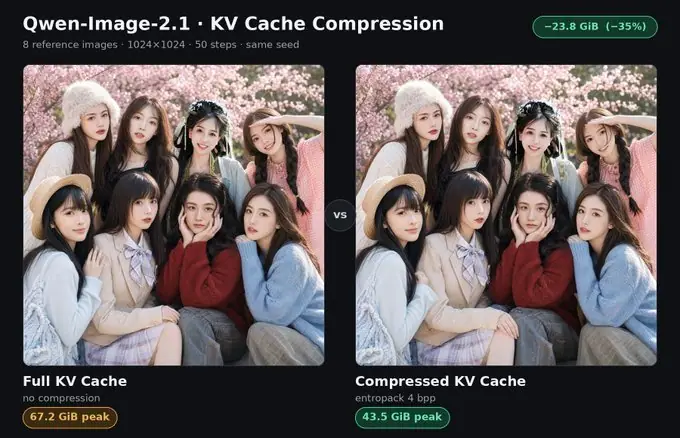 Qwen-Image-2.1 · KV Cache Compression
−23.8 GiB (−35%)
8 reference images · 1024×1024 · 50 steps · same seed
vs
Full KV Cache
no compression
67.2 GiB peak
Compressed KV Cache
entropack 4 bpp
43.5 GiB peak